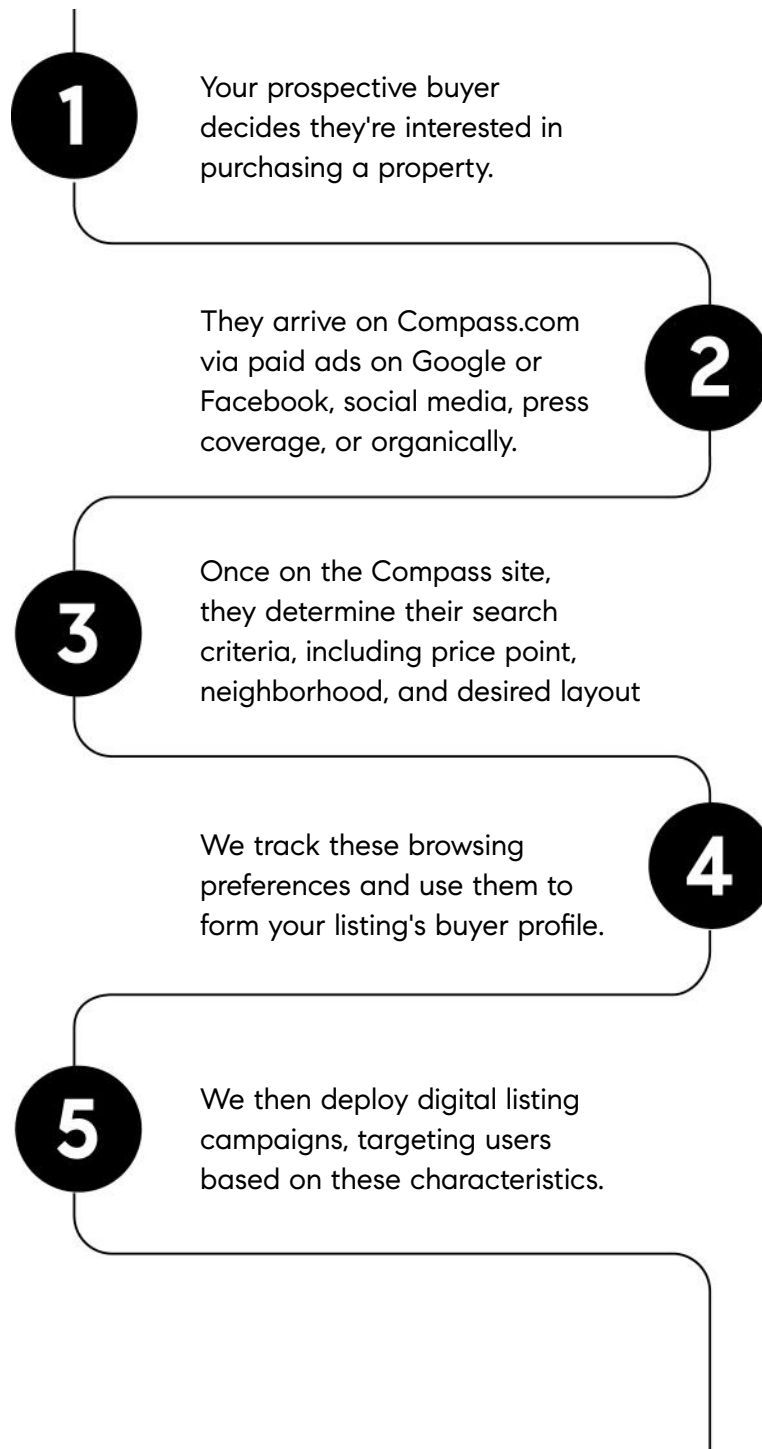 1
Your prospective buyer
decides they're interested in
purchasing a property.
They arrive on Compass.com
via paid ads on Google or
Facebook, social media, press
coverage, or organically.
2
3
Once on the Compass site,
they determine their search
criteria, including price point,
neighborhood, and desired layout
We track these browsing
preferences and use them to
form your listing's buyer profile.
4
5
We then deploy digital listing
campaigns, targeting users
based on these characteristics.